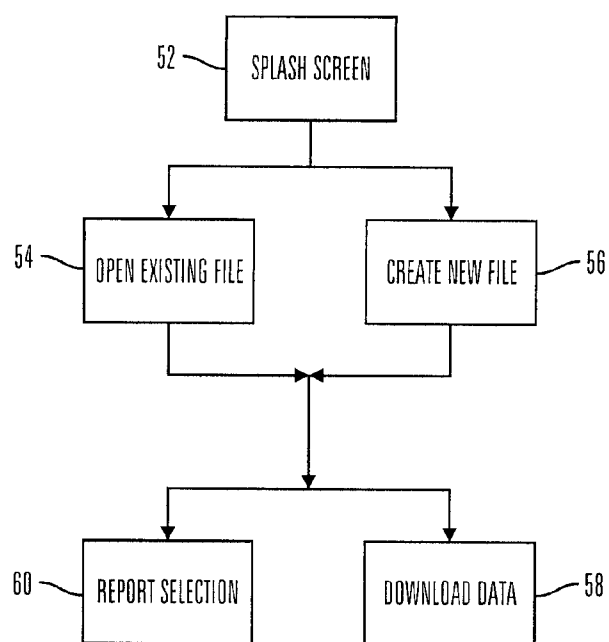 52
SPLASH SCREEN
54
OPEN EXISTING FILE
CREATE NEW FILE
56
60
REPORT SELECTION
DOWNLOAD DATA
58